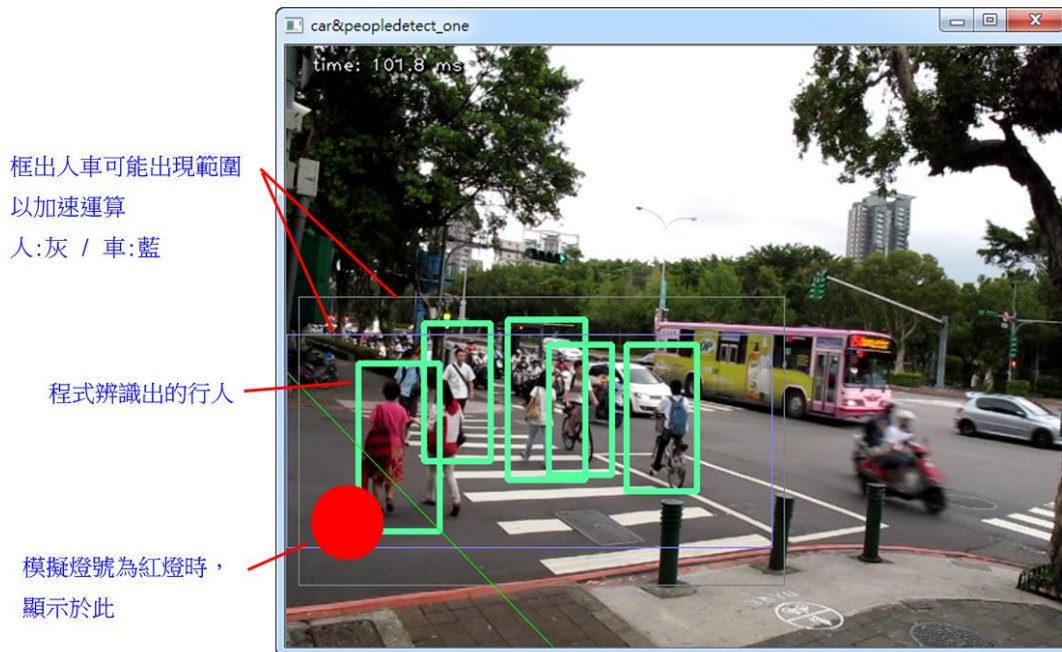 car&peopledetect_one
time: 101.8 ms
框出人車可能出現範圍
以加速運算
人:灰 / 車:藍
程式辨識出的行人
模擬燈號為紅燈時，
顯示於此